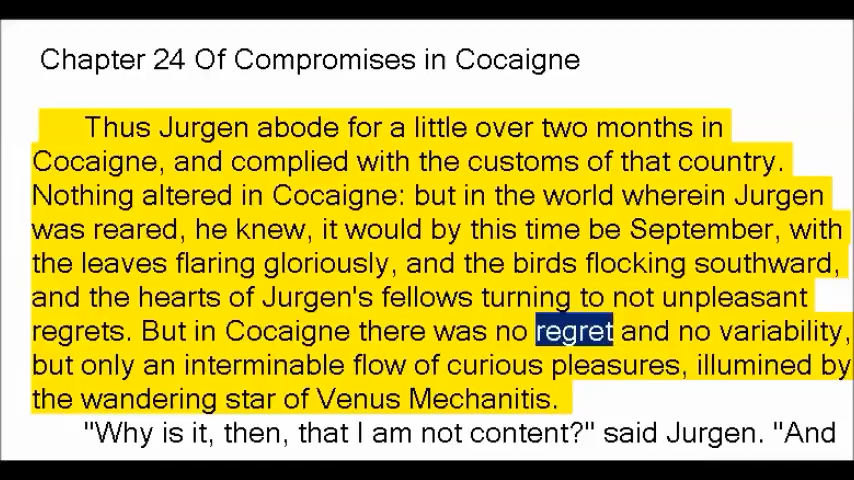 Chapter 24 Of Compromises in Cocaigne
Thus Jurgen abode for a little over two months in
Cocaigne, and complied with the customs of that country.
Nothing altered in Cocaigne: but in the world wherein Jurgen
was reared, he knew, it would by this time be September, with
the leaves flaring gloriously, and the birds flocking southward,
and the hearts of Jurgen's fellows turning to not unpleasant
regrets. But in Cocaigne there was no regret and no variability,
but only an interminable flow of curious pleasures, illumined by
the wandering star of Venus Mechanitis.
"Why is it, then, that I am not content?" said Jurgen. "And